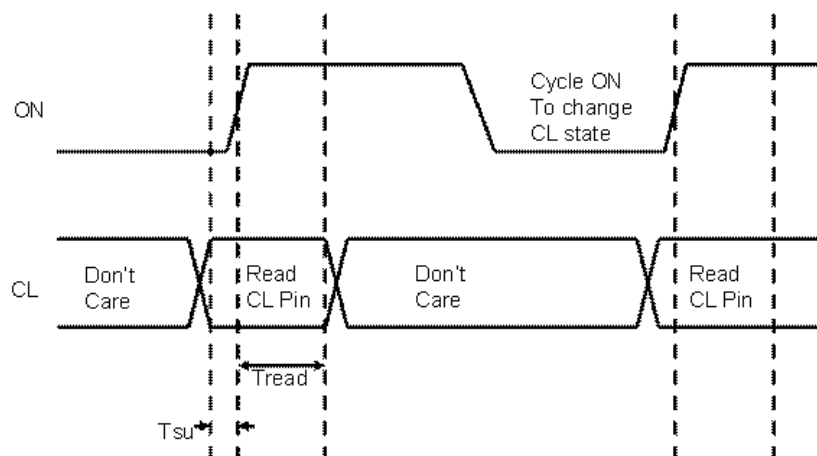 ON
Cycle ON
To change
CL state
CL
Don't
Care
Read
CL Pin
Don't
Care
Read
CL Pin
Tread
Tsu